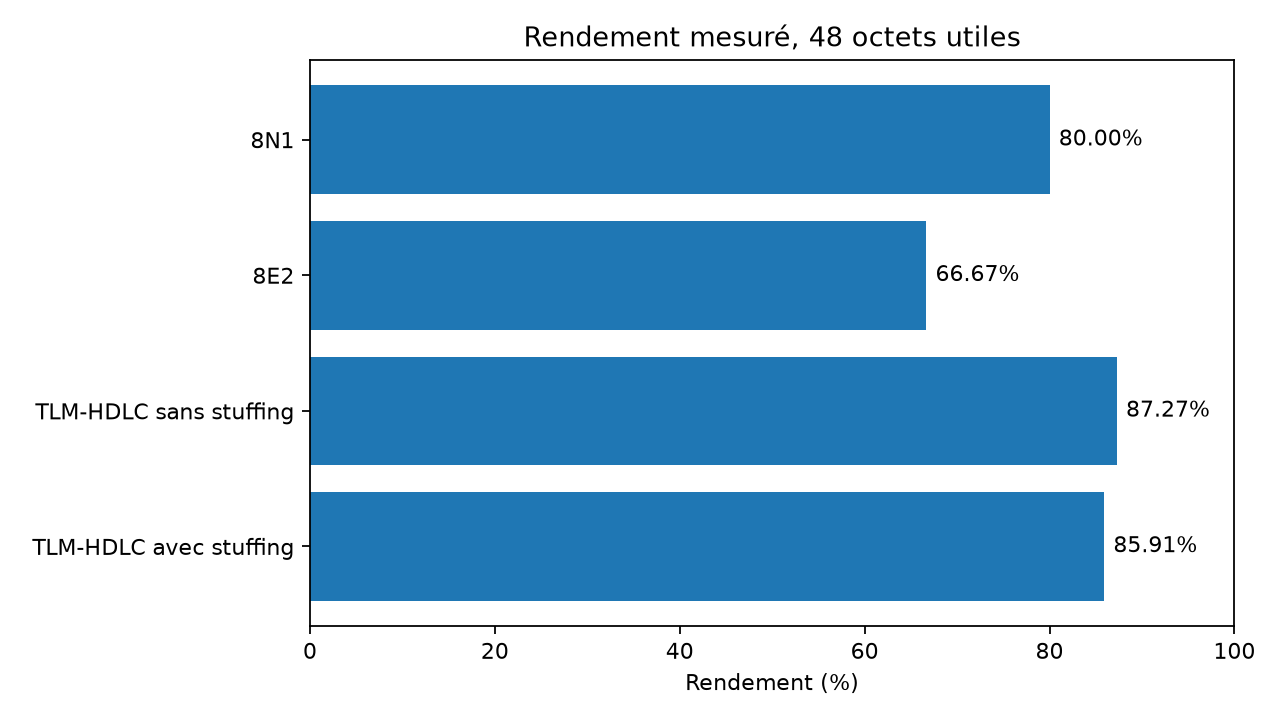 Rendement mesuré, 48 octets utiles
8N1
80.00%
8E2
66.67%
TLM-HDLC sans stuffing
87.27%
TLM-HDLC avec stuffing
85.91%
0 20 40 60 80 100
Rendement (%)